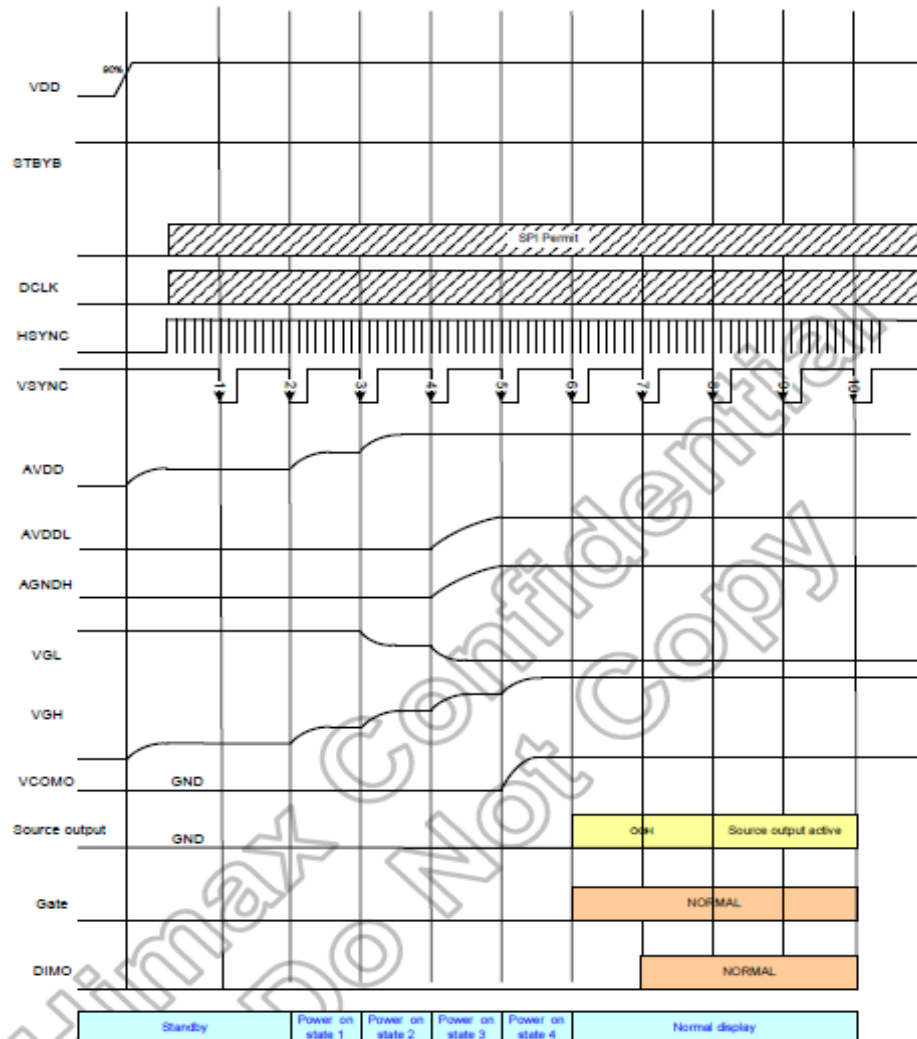 90%
VDD
STBYB
SPI Permit
DCLK
HSYNC
VSYNC
1 2 3 4 5 6 7 8 9 10
AVDD
AVDDL
AGNDH
VGL
VGH
VCOMO GND
Source output GND 00H Source output active
Gate NORMAL
DIMO NORMAL
Standby
Power on state 1
Power on state 2
Power on state 3
Power on state 4
Normal display
Himax Confidential
Do Not Copy